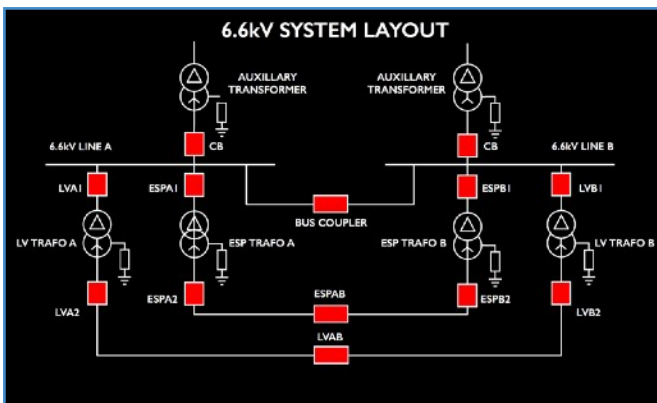 6.6kV SYSTEM LAYOUT
AUXILLARY
TRANSFORMER
AUXILLARY
TRANSFORMER
CB
CB
6.6kV LINE A
6.6kV LINE B
LVA1
ESPA1
ESPB1
LVB1
BUS COUPLER
LV TRAFO A
ESP TRAFO A
ESP TRAFO B
LV TRAFO B
ESPAB
LVA2
ESPA2
ESPB2
LVB2
LVAB